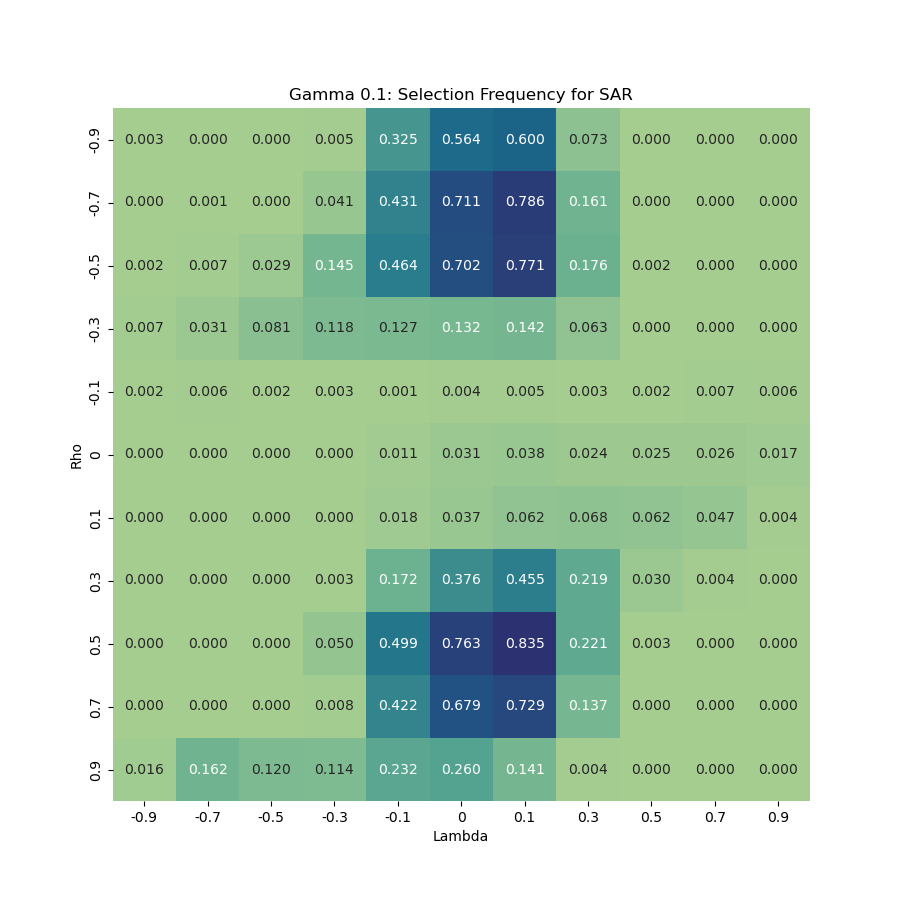 Gamma 0.1: Selection Frequency for SAR
-0.9 0.003 0.000 0.000 0.005 0.325 0.564 0.600 0.073 0.000 0.000 0.000
-0.7 0.000 0.001 0.000 0.041 0.431 0.711 0.786 0.161 0.000 0.000 0.000
-0.5 0.002 0.007 0.029 0.145 0.464 0.702 0.771 0.176 0.002 0.000 0.000
-0.3 0.007 0.031 0.081 0.118 0.127 0.132 0.142 0.063 0.000 0.000 0.000
-0.1 0.002 0.006 0.002 0.003 0.001 0.004 0.005 0.003 0.002 0.007 0.006
Rho
0 0.000 0.000 0.000 0.000 0.011 0.031 0.038 0.024 0.025 0.026 0.017
0.1 0.000 0.000 0.000 0.000 0.018 0.037 0.062 0.068 0.062 0.047 0.004
0.3 0.000 0.000 0.000 0.003 0.172 0.376 0.455 0.219 0.030 0.004 0.000
0.5 0.000 0.000 0.000 0.050 0.499 0.763 0.835 0.221 0.003 0.000 0.000
0.7 0.000 0.000 0.000 0.008 0.422 0.679 0.729 0.137 0.000 0.000 0.000
0.9 0.016 0.162 0.120 0.114 0.232 0.260 0.141 0.004 0.000 0.000 0.000
-0.9 -0.7 -0.5 -0.3 -0.1 0 0.1 0.3 0.5 0.7 0.9
Lambda